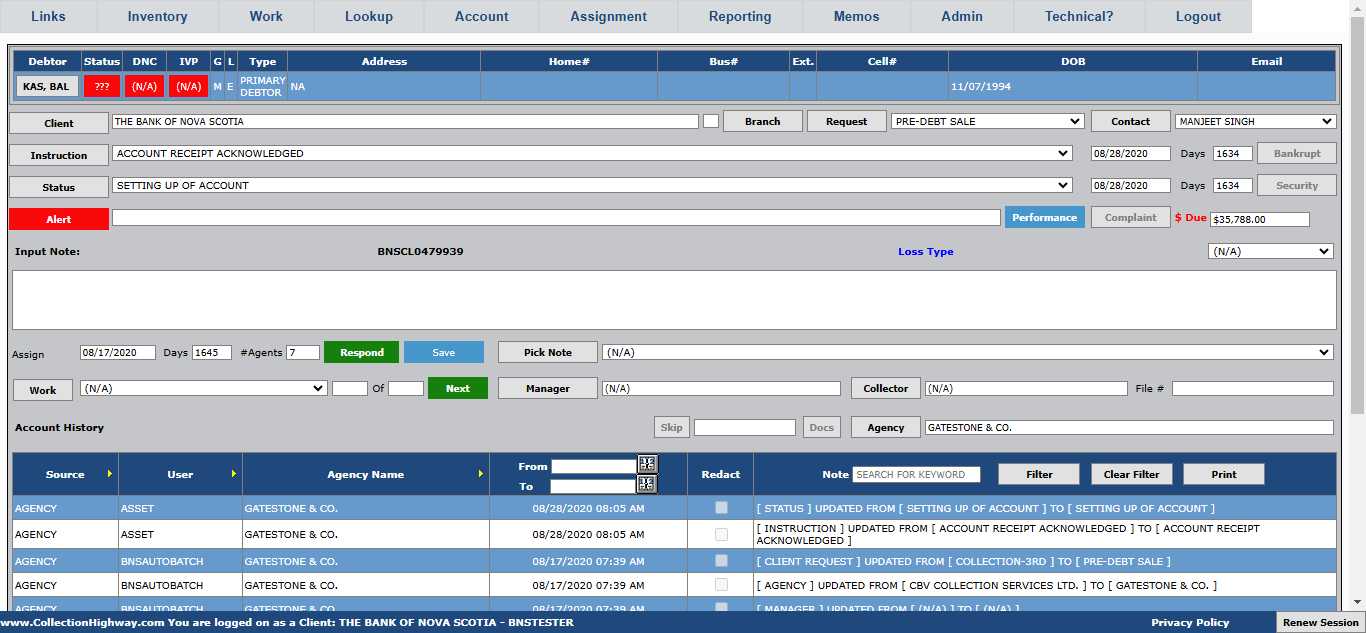 Links Inventory Work Lookup Account Assignment Reporting Memos Admin Technical? Logout
Debtor Status DNC IVP G L Type Address Home# Bus# Ext. Cell# DOB Email
KAS, BAL ??? (N/A) (N/A) M E PRIMARY DEBTOR NA 11/07/1994
Client THE BANK OF NOVA SCOTIA Branch Request PRE-DEBT SALE Contact MANJEET SINGH
Instruction ACCOUNT RECEIPT ACKNOWLEDGED 08/28/2020 Days 1634 Bankrupt
Status SETTING UP OF ACCOUNT 08/28/2020 Days 1634 Security
Alert Performance Complaint $ Due $35,788.00
Input Note: BNSCL0479939 Loss Type (N/A)
Assign 08/17/2020 Days 1645 #Agents 7 Respond Save Pick Note (N/A)
Work (N/A) Of Next Manager (N/A) Collector (N/A) File #
Account History Skip Docs Agency GATESTONE & CO.
Source User Agency Name From To Redact Note SEARCH FOR KEYWORD Filter Clear Filter Print
AGENCY ASSET GATESTONE & CO. 08/28/2020 08:05 AM [ STATUS ] UPDATED FROM [ SETTING UP OF ACCOUNT ] TO [ SETTING UP OF ACCOUNT ]
AGENCY ASSET GATESTONE & CO. 08/28/2020 08:05 AM [ INSTRUCTION ] UPDATED FROM [ ACCOUNT RECEIPT ACKNOWLEDGED ] TO [ ACCOUNT RECEIPT
ACKNOWLEDGED ]
AGENCY BNSAUTOBATCH GATESTONE & CO. 08/17/2020 07:39 AM [ CLIENT REQUEST ] UPDATED FROM [ COLLECTION-3RD ] TO [ PRE-DEBT SALE ]
AGENCY BNSAUTOBATCH GATESTONE & CO. 08/17/2020 07:39 AM [ AGENCY ] UPDATED FROM [ CBV COLLECTION SERVICES LTD. ] TO [ GATESTONE & CO. ]
AGENCY BNSAUTOBATCH GATESTONE & CO. 08/17/2020 07:39 AM [ MANAGER ] UPDATED FROM [ (N/A) ] TO [ (N/A) ]
www.CollectionHighway.com You are logged on as a Client: THE BANK OF NOVA SCOTIA - BNSTESTER Privacy Policy Renew Session